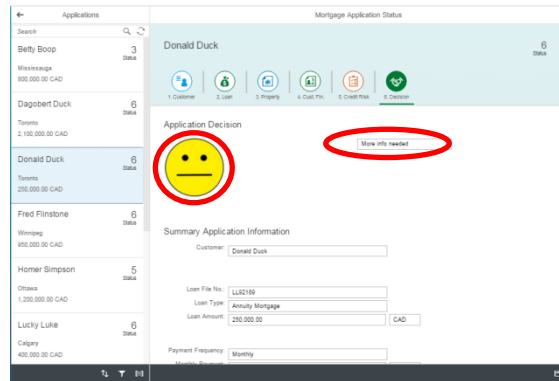 Applications
Mortgage Application Status
Search
Betty Boop
3
Status
Mississauga
800,000.00 CAD
Dagobert Duck
6
Status
Toronto
2,100,000.00 CAD
Donald Duck
6
Status
Toronto
250,000.00 CAD
Fred Flinstone
6
Status
Winnipeg
950,000.00 CAD
Homer Simpson
5
Status
Ottawa
1,200,000.00 CAD
Lucky Luke
6
Status
Calgary
400,000.00 CAD
Donald Duck
6
Status
1. Customer
2. Loan
3. Property
4. Cust. Fin.
5. Credit Risk
6. Decision
Application Decision
More info needed
Summary Application Information
Customer: Donald Duck
Loan File No.: LL92189
Loan Type: Annuity Mortgage
Loan Amount: 250,000.00 CAD
Payment Frequency: Monthly
Monthly Payment: